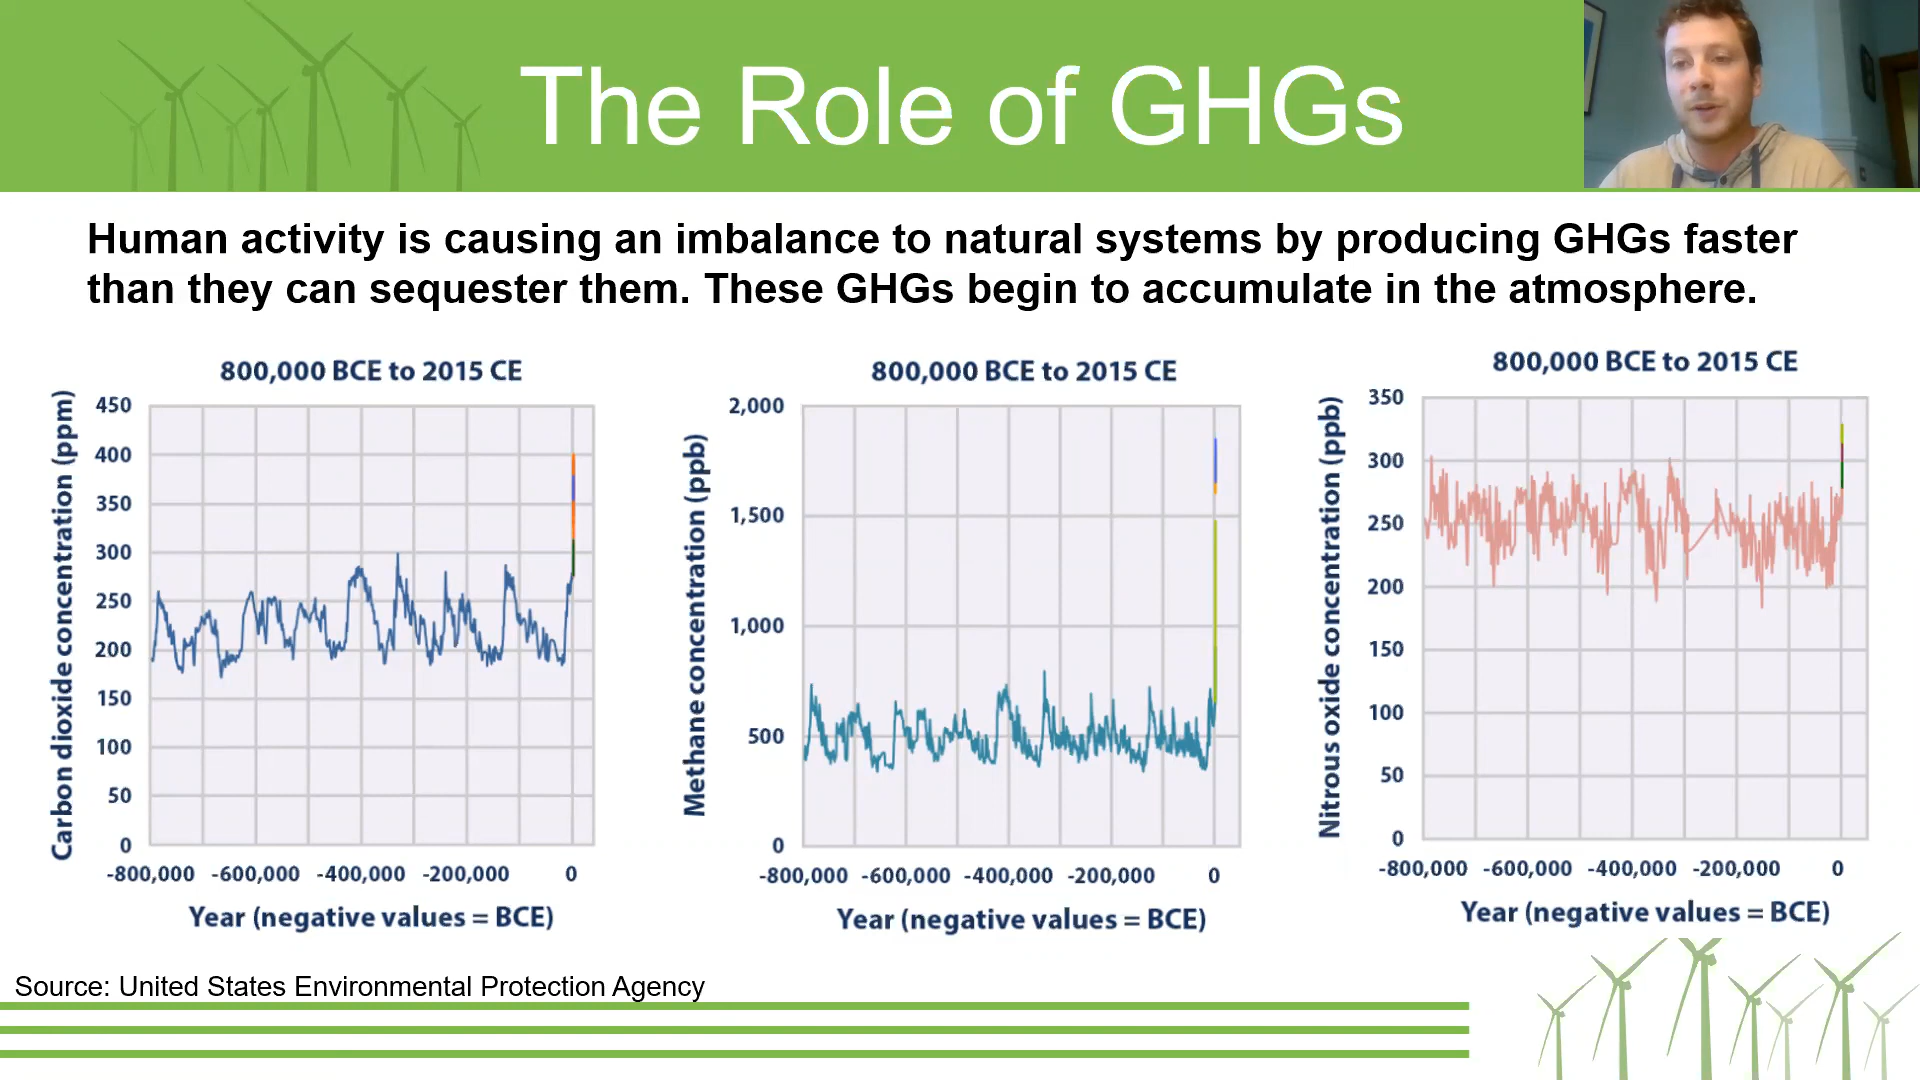 The Role of GHGs
Human activity is causing an imbalance to natural systems by producing GHGs faster
than they can sequester them. These GHGs begin to accumulate in the atmosphere.
800,000 BCE to 2015 CE
Carbon dioxide concentration (ppm)
450
400
350
300
250
200
150
100
50
0
-800,000 -600,000 -400,000 -200,000 0
Year (negative values = BCE)
800,000 BCE to 2015 CE
Methane concentration (ppb)
2,000
1,500
1,000
500
0
-800,000 -600,000 -400,000 -200,000 0
Year (negative values = BCE)
800,000 BCE to 2015 CE
Nitrous oxide concentration (ppb)
350
300
250
200
150
100
50
0
-800,000 -600,000 -400,000 -200,000 0
Year (negative values = BCE)
Source: United States Environmental Protection Agency